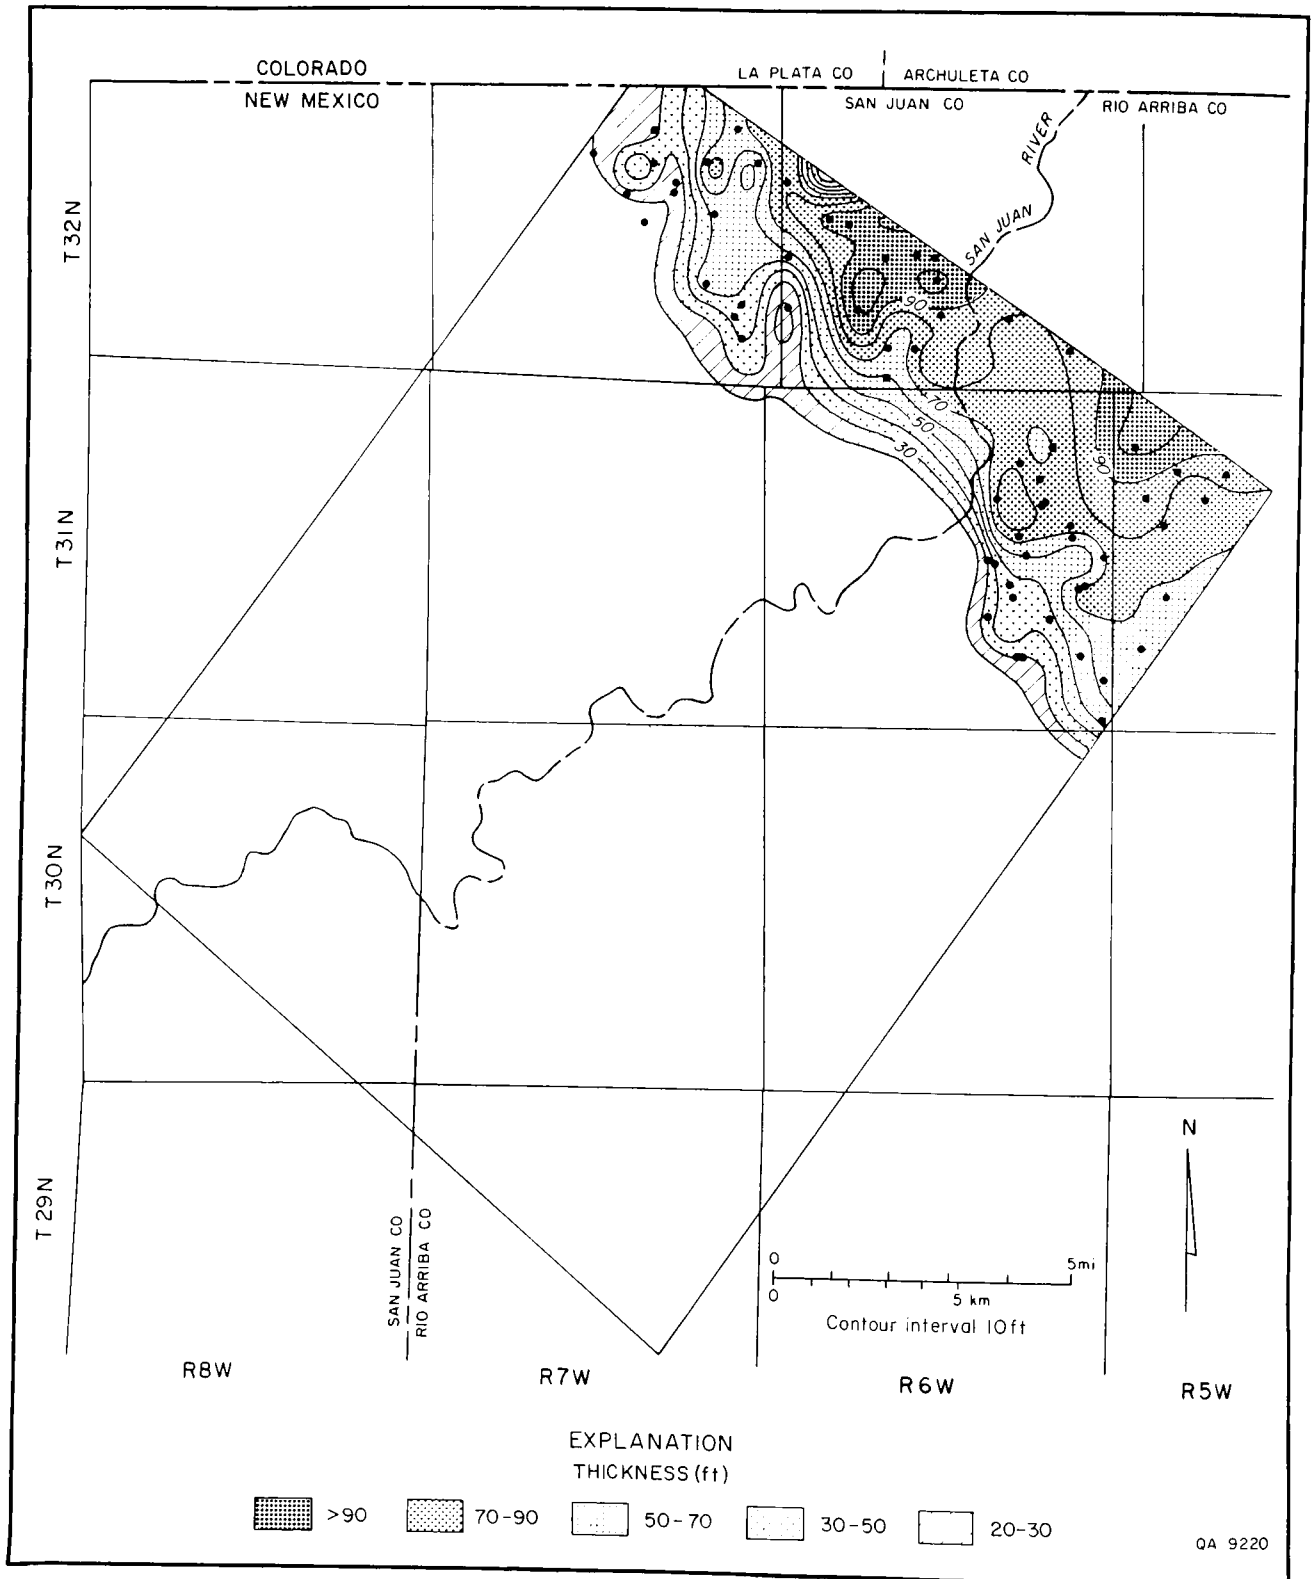 COLORADO
NEW MEXICO
LA PLATA CO
ARCHULETA CO
SAN JUAN CO
RIO ARRIBA CO
RIVER
SAN JUAN
T32N
T31N
T30N
T29N
90
70
50
30
90
SAN JUAN CO
RIO ARRIBA CO
N
0
5mi
0
5 km
Contour interval 10ft
R8W
R7W
R6W
R5W
EXPLANATION
THICKNESS (ft)
>90
70-90
50-70
30-50
20-30
QA 9220